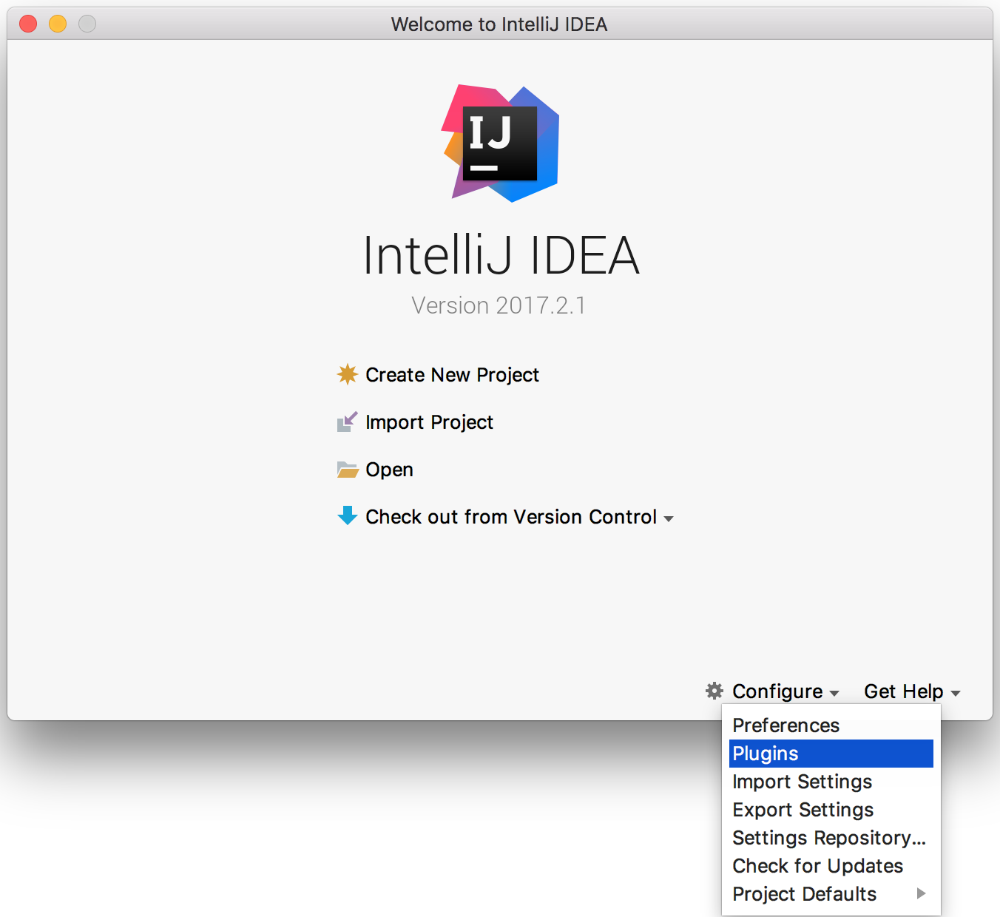 Welcome to IntelliJ IDEA
IJ
IntelliJ IDEA
Version 2017.2.1
Create New Project
Import Project
Open
Check out from Version Control
Configure Get Help
Preferences
Plugins
Import Settings
Export Settings
Settings Repository...
Check for Updates
Project Defaults